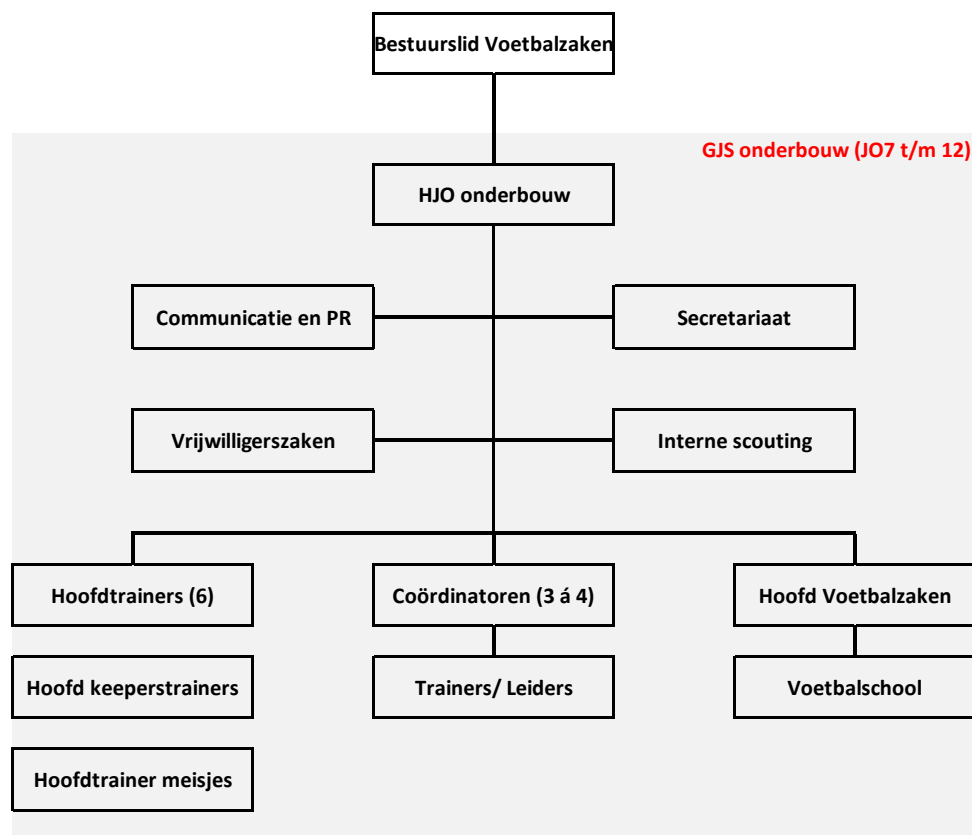 Bestuurslid Voetbalzaken
GJS onderbouw (JO7 t/m 12)
HJO onderbouw
Communicatie en PR
Secretariaat
Vrijwilligerszaken
Interne scouting
Hoofdtrainers (6)
Coördinatoren (3 á 4)
Hoofd Voetbalzaken
Hoofd keeperstrainers
Trainers/ Leiders
Voetbalschool
Hoofdtrainer meisjes